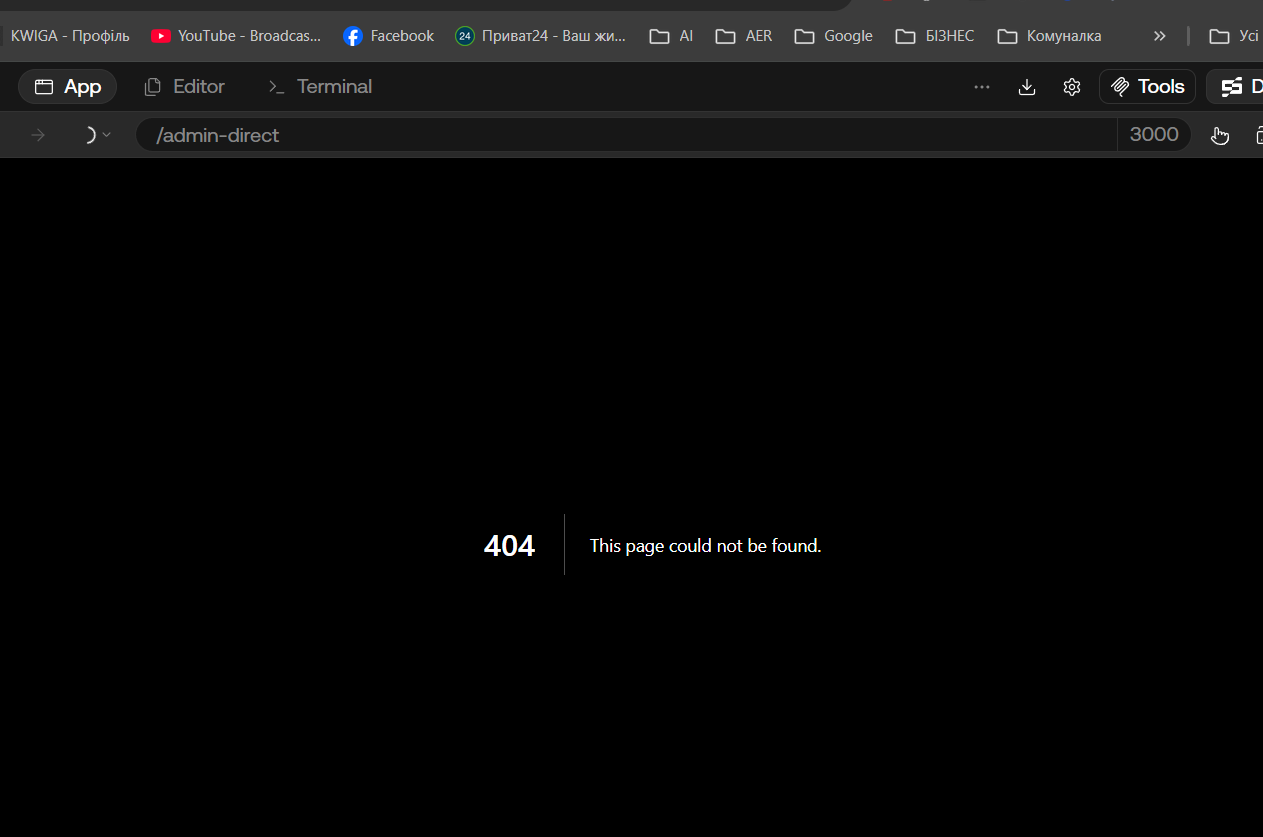 KWIGA - Профіль YouTube - Broadcas... Facebook 24 Приват24 - Ваш жи... AI AER Google БІЗНЕС Комуналка » Усі
App Editor Terminal ... Tools
/admin-direct 3000
404 This page could not be found.